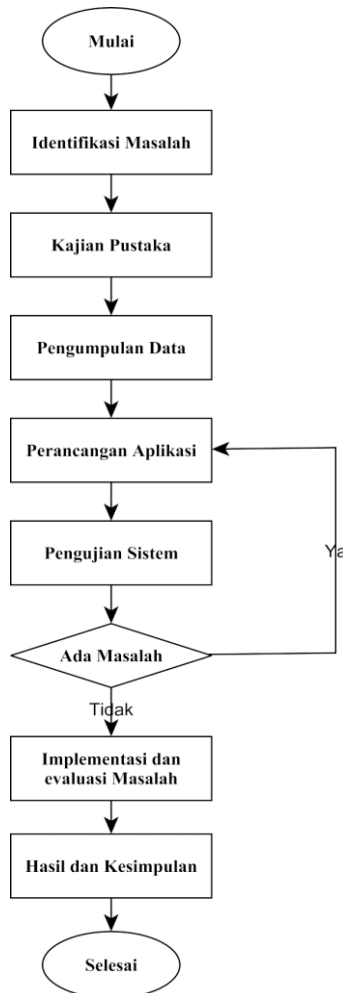 Mulai
Identifikasi Masalah
Kajian Pustaka
Pengumpulan Data
Perancangan Aplikasi
Pengujian Sistem
Ya
Ada Masalah
Tidak
Implementasi dan
evaluasi Masalah
Hasil dan Kesimpulan
Selesai